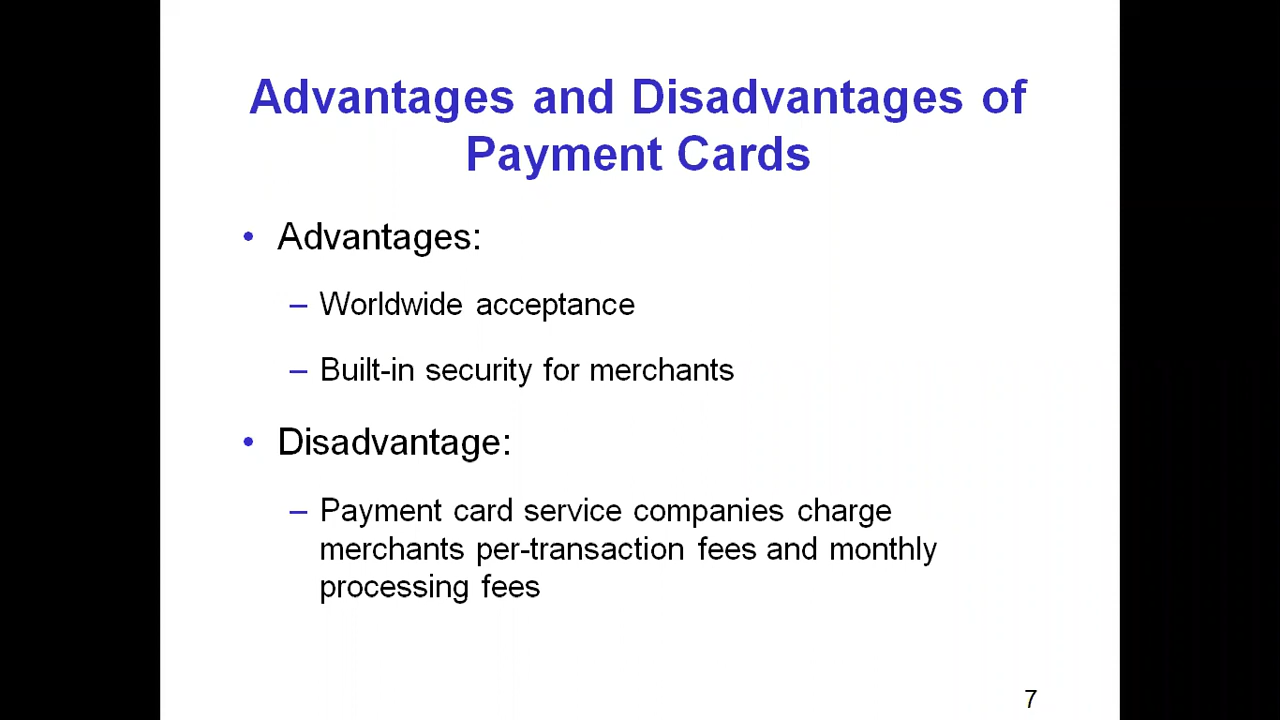 Advantages and Disadvantages of
Payment Cards
• Advantages:
– Worldwide acceptance
– Built-in security for merchants
• Disadvantage:
– Payment card service companies charge
merchants per-transaction fees and monthly
processing fees
7